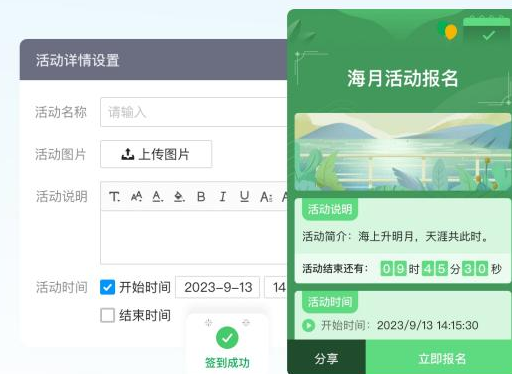 活动详情设置
活动名称
请输入
活动图片
上传图片
活动说明
活动时间
开始时间
2023-9-13
14
结束时间
签到成功
海月活动报名
活动说明
活动简介：海上升明月，天涯共此时。
活动结束还有： 09时45分30秒
活动时间
开始时间：2023/9/13 14:15:30
分享
立即报名